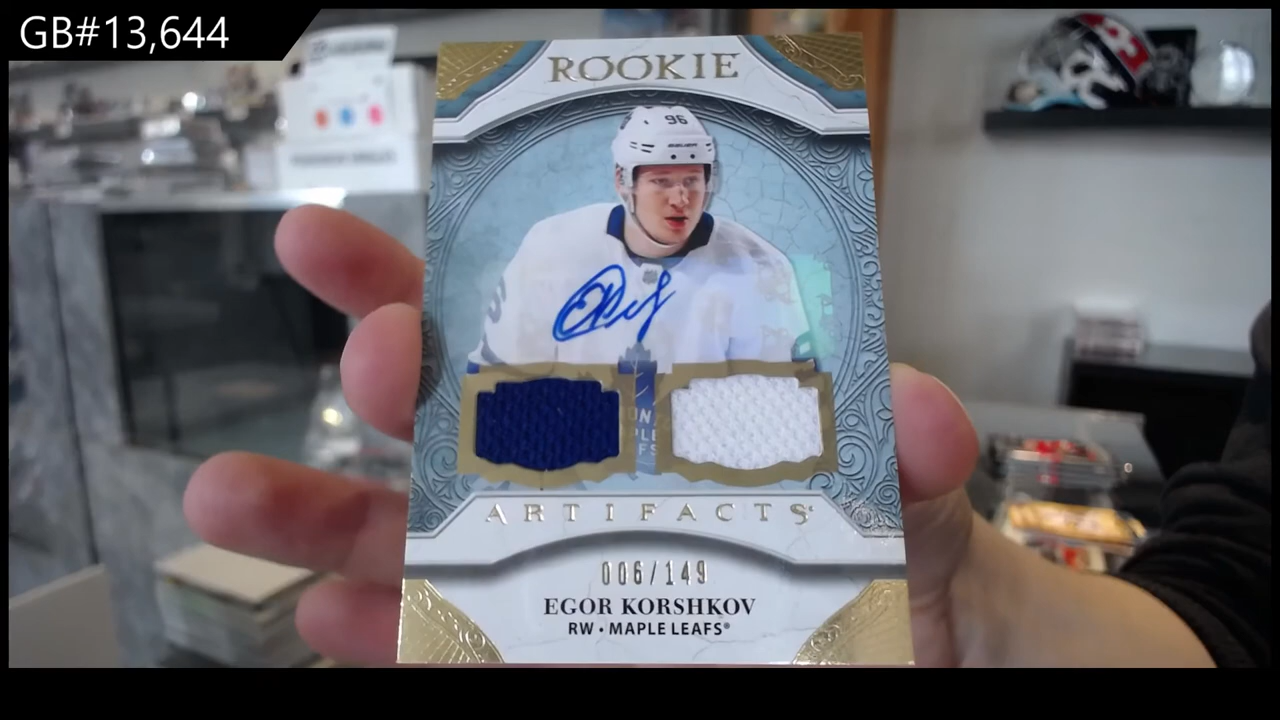 GB#13,644
ROOKIE
96
ARTIFACTS
006/149
EGOR KORSHKOV
RW • MAPLE LEAFS®